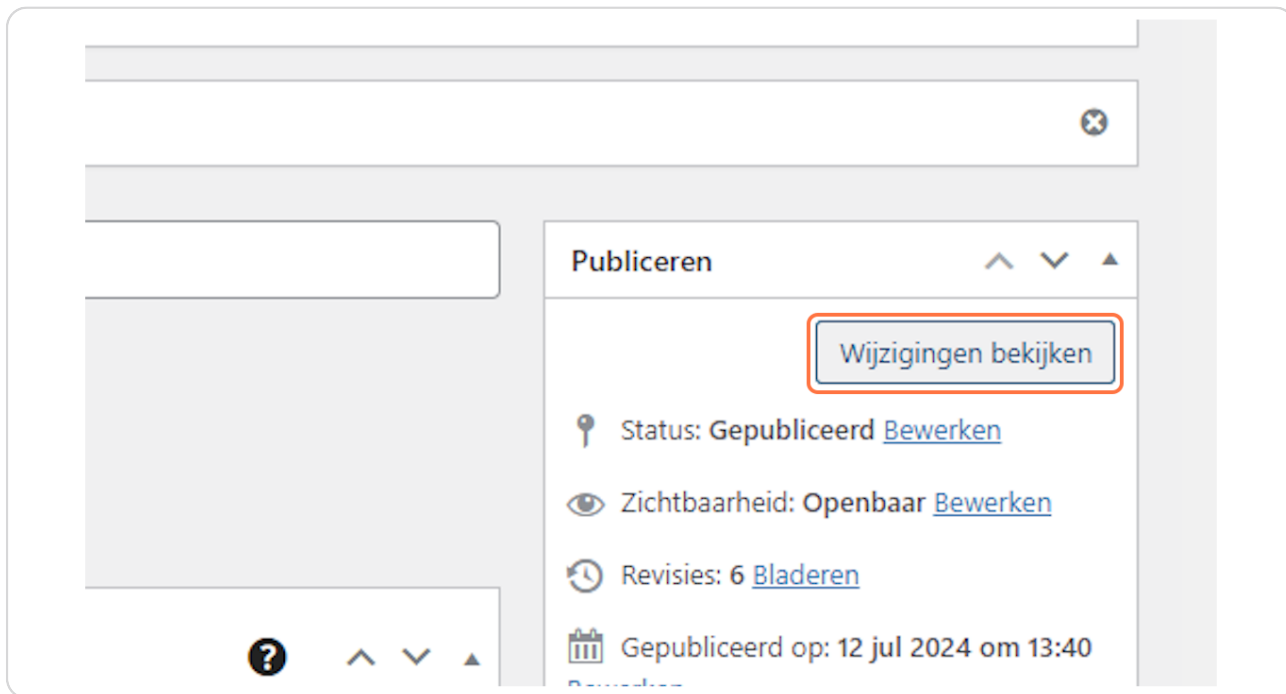 Publiceren
Wijzigingen bekijken
Status: Gepubliceerd Bewerken
Zichtbaarheid: Openbaar Bewerken
Revisies: 6 Bladeren
?
Gepubliceerd op: 12 jul 2024 om 13:40
Bewerken